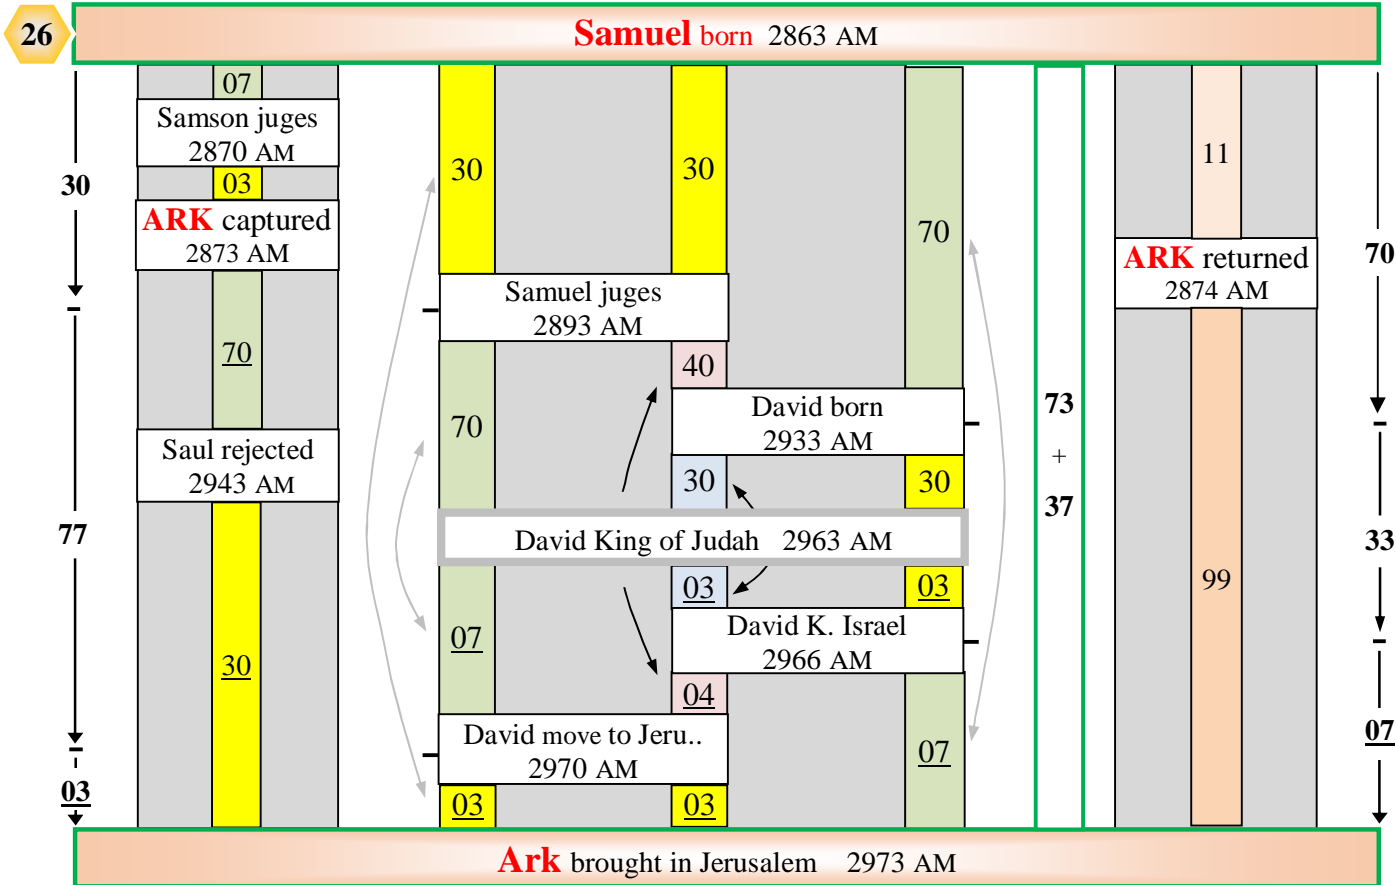 26
Samuel born 2863 AM
07
Samson juges
2870 AM
03
ARK captured
2873 AM
70
Saul rejected
2943 AM
30
30
77
03
30
30
70
Samuel juges
2893 AM
40
David born
2933 AM
70
30
30
David King of Judah 2963 AM
03
03
07
David K. Israel
2966 AM
04
David move to Jeru..
2970 AM
07
03
03
73
+
37
11
ARK returned
2874 AM
99
70
33
07
Ark brought in Jerusalem 2973 AM